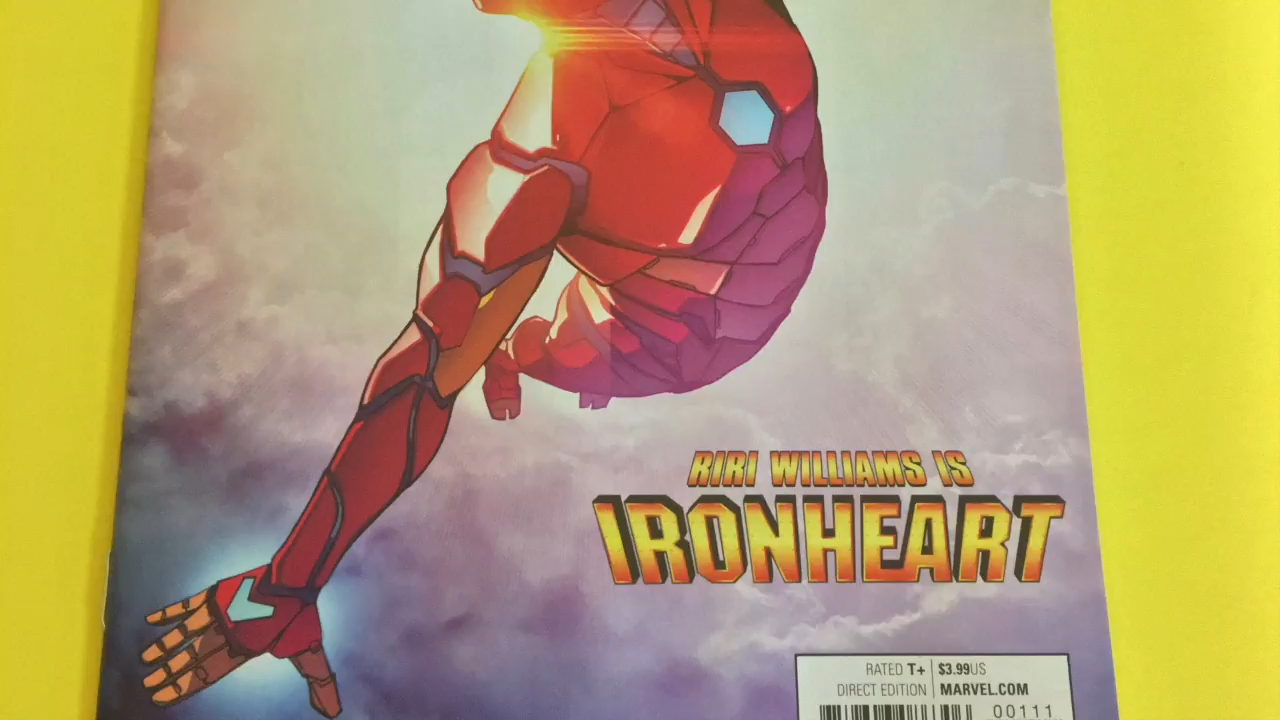 RIRI WILLIAMS IS
IRONHEART
RATED T+ $3.99US
DIRECT EDITION MARVEL.COM
00111